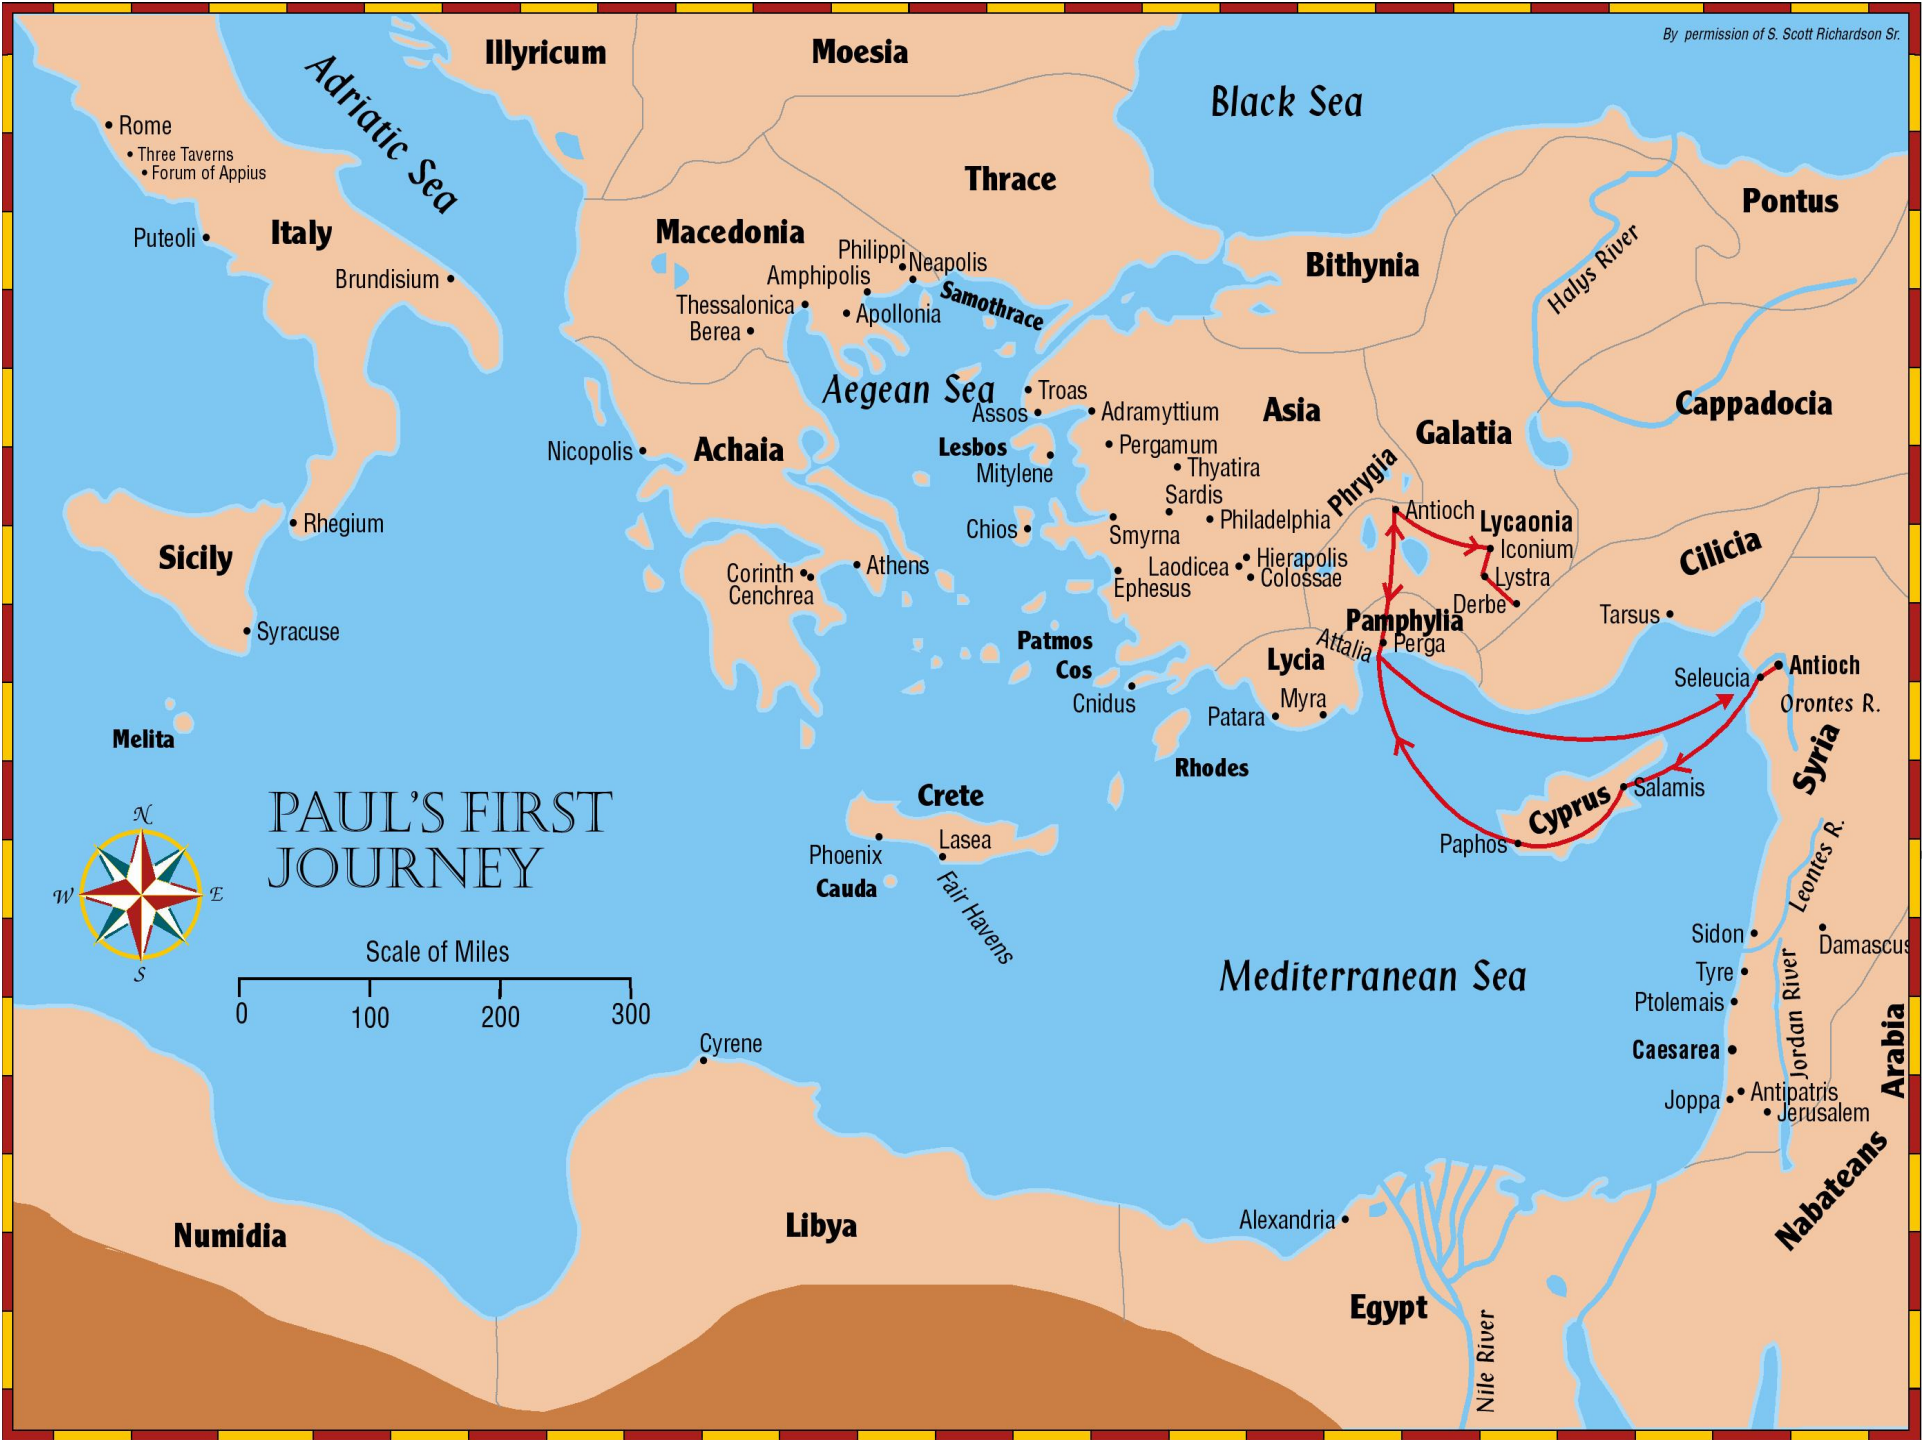 By permission of S. Scott Richardson Sr.
Illyricum
Moesia
Adriatic Sea
Black Sea
Rome
Three Taverns
Forum of Appius
Thrace
Pontus
Puteoli
Italy
Macedonia
Brundisium
Philippi
Neapolis
Amphipolis
Samothrace
Thessalonica
Apollonia
Berea
Bithynia
Halys River
Aegean Sea
Troas
Assos
Adramyttium
Asia
Cappadocia
Galatia
Nicopolis
Achaia
Lesbos
Mitylene
Pergamum
Thyatira
Phrygia
Sardis
Philadelphia
Antioch
Lycaonia
Rhegium
Sicily
Chios
Smyrna
Iconium
Cilicia
Corinth
Cenchrea
Athens
Laodicea
Hierapolis
Colossae
Ephesus
Lystra
Derbe
Tarsus
Syracuse
Patmos
Cos
Pamphylia
Attalia
Perga
Lycia
Cnidus
Patara
Myra
Seleucia
Antioch
Orontes R.
Melita
Rhodes
Syria
Crete
Salamis
Cyprus
Paphos
PAUL'S FIRST
JOURNEY
N
W
E
S
Phoenix
Lasea
Cauda
Fair Havens
Leontes R.
Scale of Miles
0
100
200
300
Mediterranean Sea
Sidon
Damascus
Tyre
Ptolemais
Jordan River
Caesarea
Arabia
Cyrene
Joppa
Antipatris
Jerusalem
Nabateans
Numidia
Libya
Alexandria
Egypt
Nile River